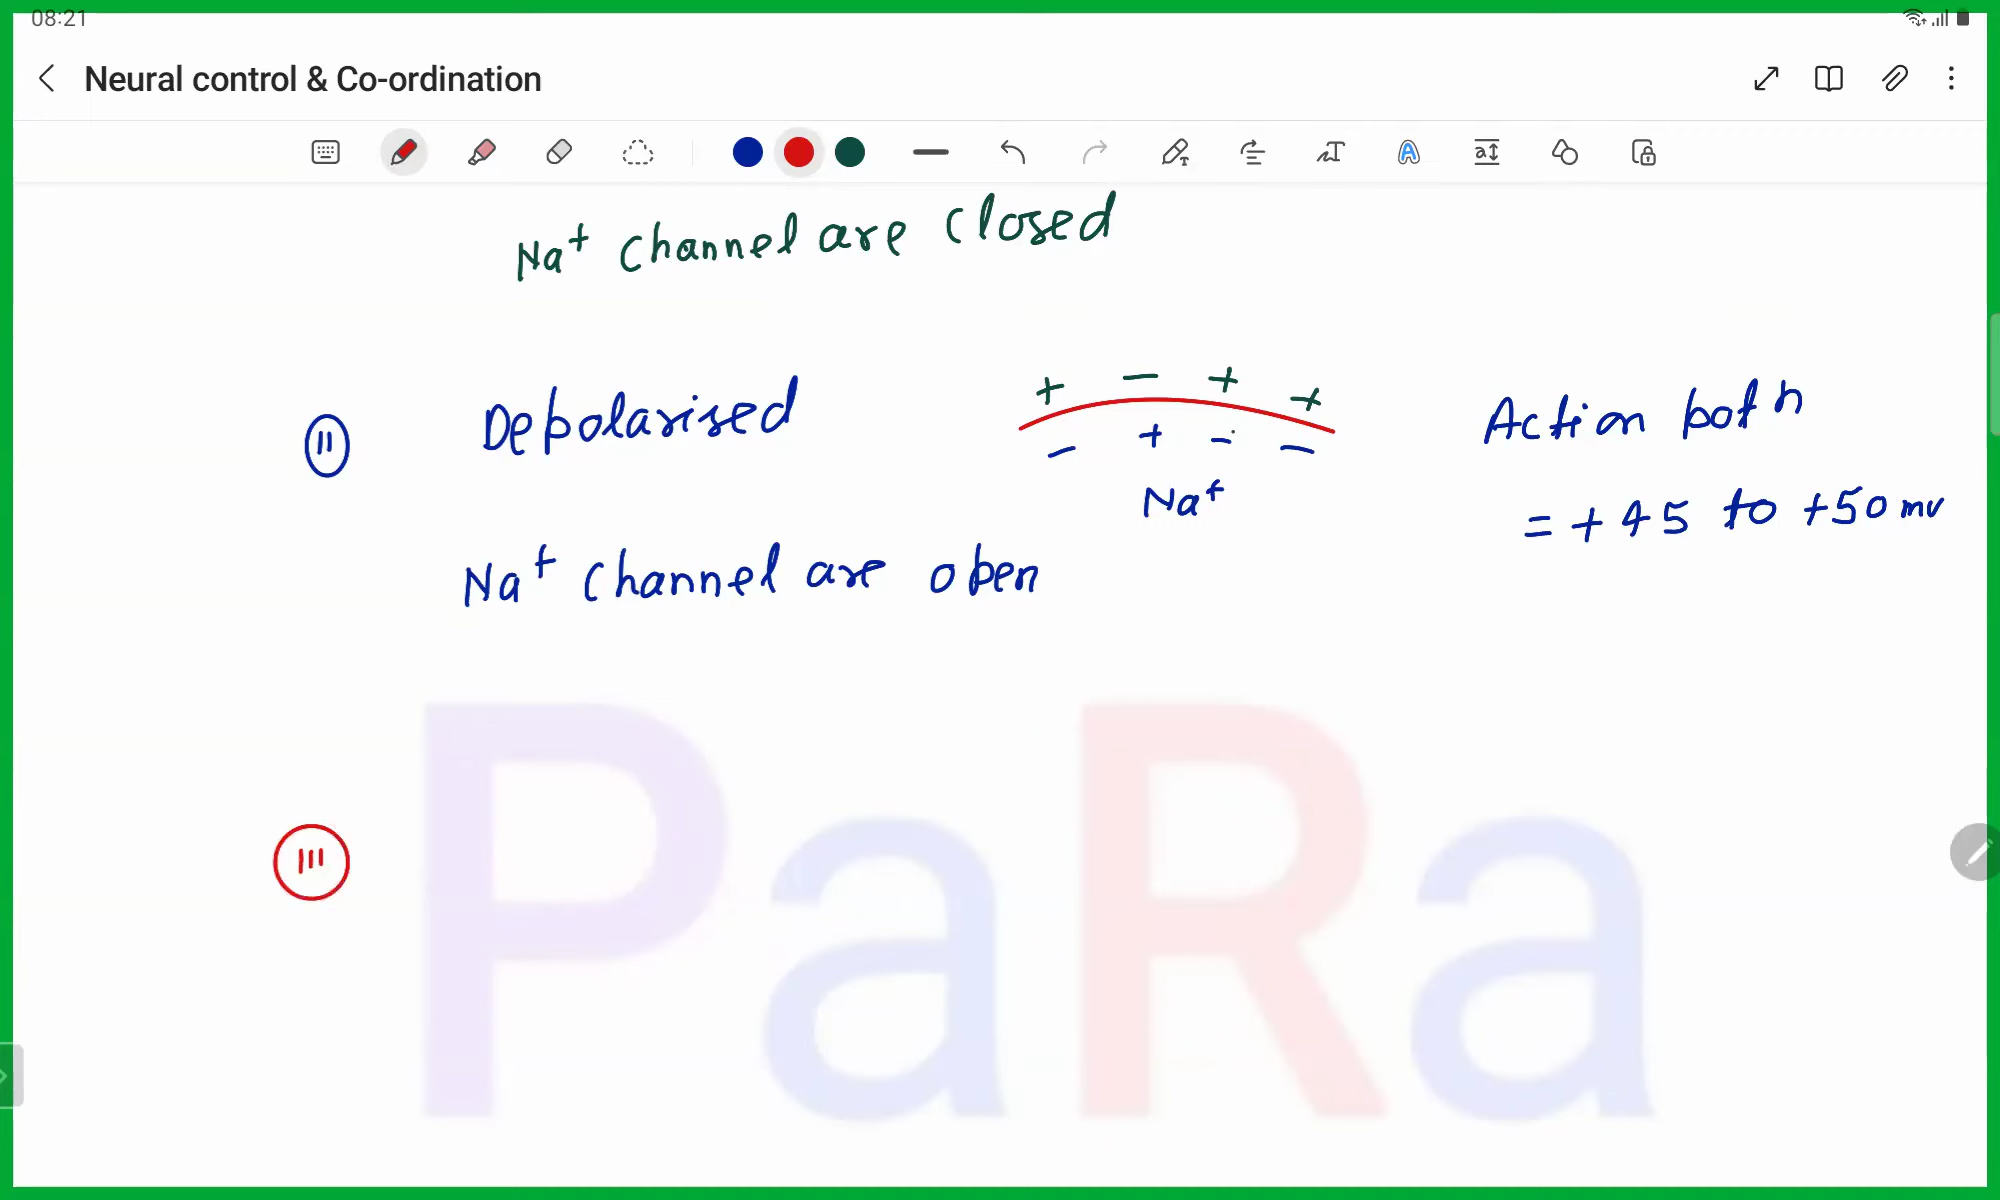 08:21
Neural control & Co-ordination
Na⁺ Channel are Closed
II Depolarised
+ − + +
− + − −
Na⁺
Action potn
= +45 to +50 mv
Na⁺ Channel are open
III
PaRa